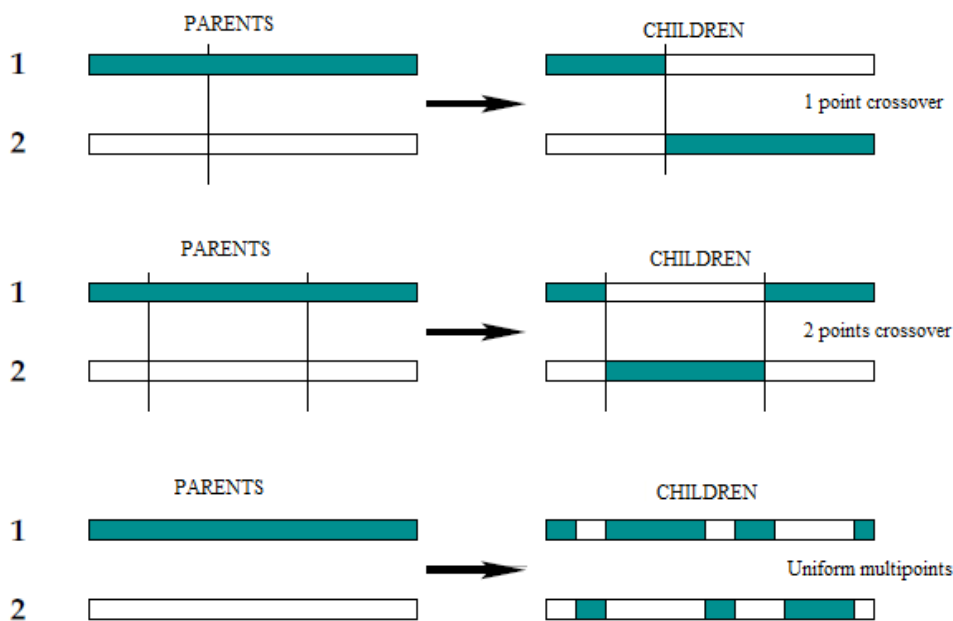 PARENTS
CHILDREN
1
1 point crossover
2
PARENTS
CHILDREN
1
2 points crossover
2
PARENTS
CHILDREN
1
Uniform multipoints
2